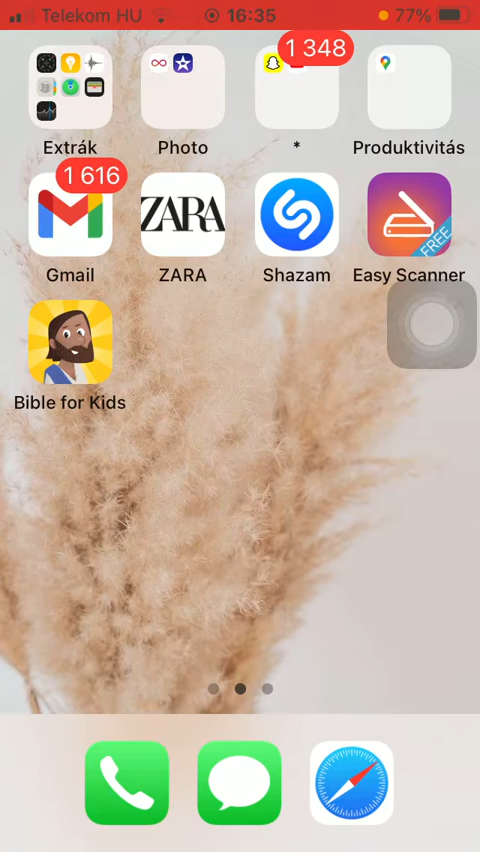 Telekom HU 16:35 77%
1 348
Extrák Photo * Produktivitás
1 616
ZARA
FREE
Gmail ZARA Shazam Easy Scanner
Bible for Kids